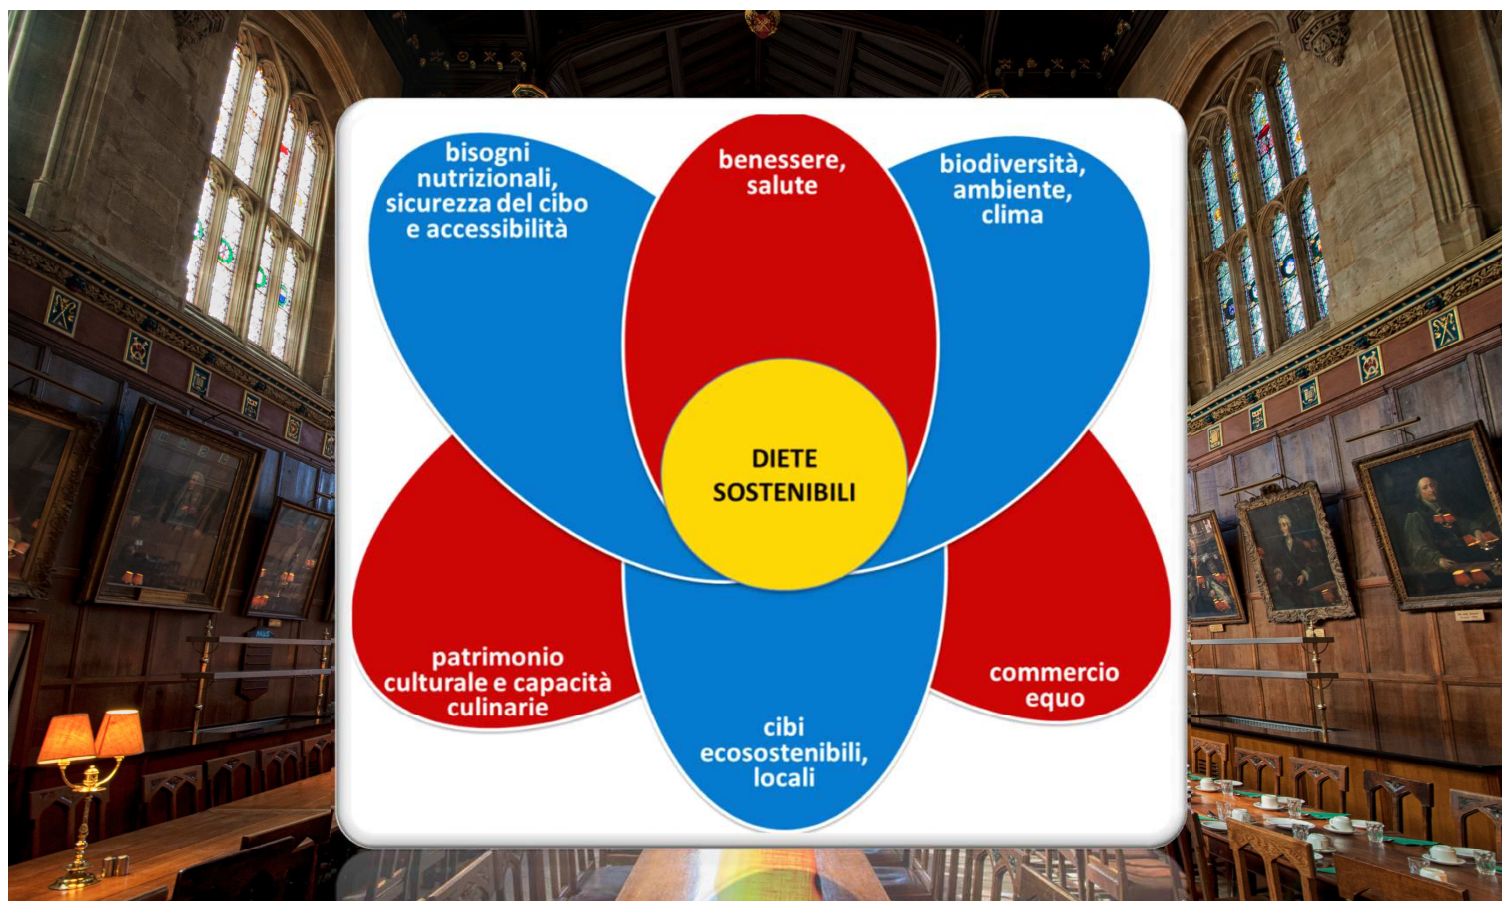 bisogni
nutrizionali,
sicurezza del cibo
e accessibilità
benessere,
salute
biodiversità,
ambiente,
clima
DIETE
SOSTENIBILI
patrimonio
culturale e capacità
culinarie
cibi
ecosostenibili,
locali
commercio
equo